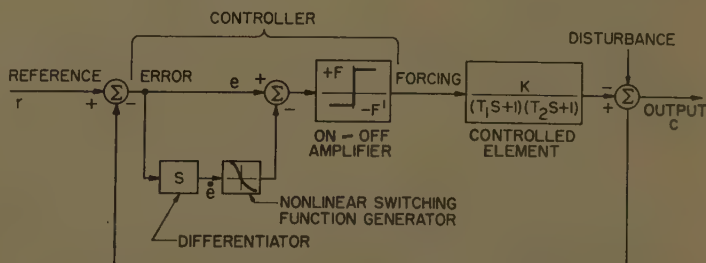 CONTROLLER
DISTURBANCE
REFERENCE
ERROR
+F
FORCING
K
r
+
-
e
+
-
-F'
(T₁S+1)(T₂S+1)
-
+
OUTPUT
C
ON-OFF
AMPLIFIER
CONTROLLED
ELEMENT
S
ė
NONLINEAR SWITCHING
FUNCTION GENERATOR
DIFFERENTIATOR
Σ
Σ
Σ